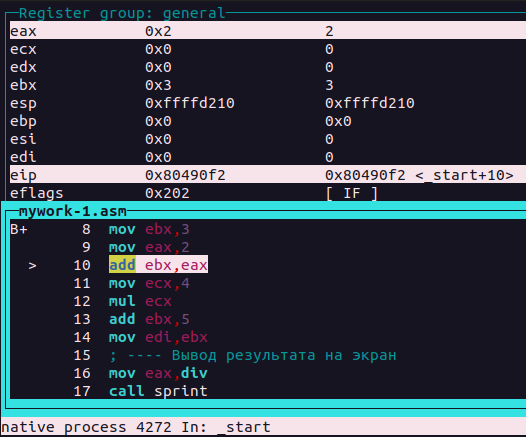 Register group: general
eax 0x2 2
ecx 0x0 0
edx 0x0 0
ebx 0x3 3
esp 0xffffd210 0xffffd210
ebp 0x0 0x0
esi 0x0 0
edi 0x0 0
eip 0x80490f2 0x80490f2 <_start+10>
eflags 0x202 [ IF ]
mywork-1.asm
B+ 8 mov ebx,3
9 mov eax,2
> 10 add ebx,eax
11 mov ecx,4
12 mul ecx
13 add ebx,5
14 mov edi,ebx
15 ; ---- Вывод результата на экран
16 mov eax,div
17 call sprint
native process 4272 In: _start